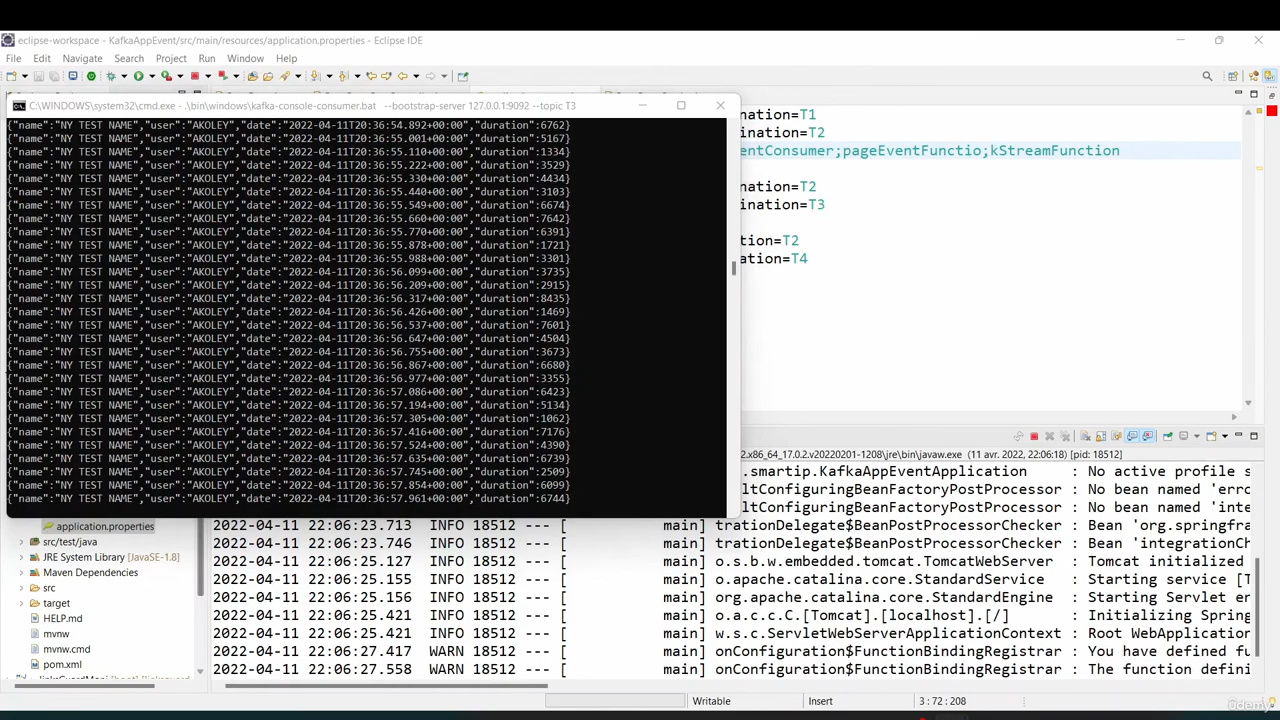 eclipse-workspace - KafkaAppEvent/src/main/resources/application.properties - Eclipse IDE
File Edit Navigate Search Project Run Window Help
C:\WINDOWS\system32\cmd.exe - .\bin\windows\kafka-console-consumer.bat --bootstrap-server 127.0.0.1:9092 --topic T3
{"name":"NY TEST NAME","user":"AKOLEY","date":"2022-04-11T20:36:54.892+00:00","duration":6762}
{"name":"NY TEST NAME","user":"AKOLEY","date":"2022-04-11T20:36:55.001+00:00","duration":5167}
{"name":"NY TEST NAME","user":"AKOLEY","date":"2022-04-11T20:36:55.110+00:00","duration":1334}
{"name":"NY TEST NAME","user":"AKOLEY","date":"2022-04-11T20:36:55.222+00:00","duration":3529}
{"name":"NY TEST NAME","user":"AKOLEY","date":"2022-04-11T20:36:55.330+00:00","duration":4434}
{"name":"NY TEST NAME","user":"AKOLEY","date":"2022-04-11T20:36:55.440+00:00","duration":3103}
{"name":"NY TEST NAME","user":"AKOLEY","date":"2022-04-11T20:36:55.549+00:00","duration":6674}
{"name":"NY TEST NAME","user":"AKOLEY","date":"2022-04-11T20:36:55.660+00:00","duration":7642}
{"name":"NY TEST NAME","user":"AKOLEY","date":"2022-04-11T20:36:55.770+00:00","duration":6391}
{"name":"NY TEST NAME","user":"AKOLEY","date":"2022-04-11T20:36:55.878+00:00","duration":1721}
{"name":"NY TEST NAME","user":"AKOLEY","date":"2022-04-11T20:36:55.988+00:00","duration":3301}
{"name":"NY TEST NAME","user":"AKOLEY","date":"2022-04-11T20:36:56.099+00:00","duration":3735}
{"name":"NY TEST NAME","user":"AKOLEY","date":"2022-04-11T20:36:56.209+00:00","duration":2915}
{"name":"NY TEST NAME","user":"AKOLEY","date":"2022-04-11T20:36:56.317+00:00","duration":8435}
{"name":"NY TEST NAME","user":"AKOLEY","date":"2022-04-11T20:36:56.426+00:00","duration":1469}
{"name":"NY TEST NAME","user":"AKOLEY","date":"2022-04-11T20:36:56.537+00:00","duration":7601}
{"name":"NY TEST NAME","user":"AKOLEY","date":"2022-04-11T20:36:56.647+00:00","duration":4504}
{"name":"NY TEST NAME","user":"AKOLEY","date":"2022-04-11T20:36:56.755+00:00","duration":3673}
{"name":"NY TEST NAME","user":"AKOLEY","date":"2022-04-11T20:36:56.867+00:00","duration":6680}
{"name":"NY TEST NAME","user":"AKOLEY","date":"2022-04-11T20:36:56.977+00:00","duration":3355}
{"name":"NY TEST NAME","user":"AKOLEY","date":"2022-04-11T20:36:57.086+00:00","duration":6423}
{"name":"NY TEST NAME","user":"AKOLEY","date":"2022-04-11T20:36:57.194+00:00","duration":5134}
{"name":"NY TEST NAME","user":"AKOLEY","date":"2022-04-11T20:36:57.305+00:00","duration":1062}
{"name":"NY TEST NAME","user":"AKOLEY","date":"2022-04-11T20:36:57.416+00:00","duration":7176}
{"name":"NY TEST NAME","user":"AKOLEY","date":"2022-04-11T20:36:57.524+00:00","duration":4390}
{"name":"NY TEST NAME","user":"AKOLEY","date":"2022-04-11T20:36:57.635+00:00","duration":6739}
{"name":"NY TEST NAME","user":"AKOLEY","date":"2022-04-11T20:36:57.745+00:00","duration":2509}
{"name":"NY TEST NAME","user":"AKOLEY","date":"2022-04-11T20:36:57.854+00:00","duration":6099}
{"name":"NY TEST NAME","user":"AKOLEY","date":"2022-04-11T20:36:57.961+00:00","duration":6744}
ination=T1
ination=T2
entConsumer;pageEventFunctio;kStreamFunction
ination=T2
ination=T3
tion=T2
ation=T4
application.properties
src/test/java
JRE System Library [JavaSE-1.8]
Maven Dependencies
src
target
HELP.md
mvnw
mvnw.cmd
pom.xml
2.x86_64_17.0.2.v20220201-1208\jre\bin\javaw.exe (11 avr. 2022, 22:06:18) [pid: 18512]
.smartip.KafkaAppEventApplication : No active profile s
ultConfiguringBeanFactoryPostProcessor : No bean named 'erro
ultConfiguringBeanFactoryPostProcessor : No bean named 'inte
2022-04-11 22:06:23.713 INFO 18512 --- [ main] trationDelegate$BeanPostProcessorChecker : Bean 'org.springfra
2022-04-11 22:06:23.746 INFO 18512 --- [ main] trationDelegate$BeanPostProcessorChecker : Bean 'integrationCh
2022-04-11 22:06:25.127 INFO 18512 --- [ main] o.s.b.w.embedded.tomcat.TomcatWebServer : Tomcat initialized
2022-04-11 22:06:25.155 INFO 18512 --- [ main] o.apache.catalina.core.StandardService : Starting service [T
2022-04-11 22:06:25.156 INFO 18512 --- [ main] org.apache.catalina.core.StandardEngine : Starting Servlet en
2022-04-11 22:06:25.421 INFO 18512 --- [ main] o.a.c.c.C.[Tomcat].[localhost].[/] : Initializing Spring
2022-04-11 22:06:25.421 INFO 18512 --- [ main] w.s.c.ServletWebServerApplicationContext : Root WebApplication
2022-04-11 22:06:27.417 WARN 18512 --- [ main] onConfiguration$FunctionBindingRegistrar : You have defined fu
2022-04-11 22:06:27.558 WARN 18512 --- [ main] onConfiguration$FunctionBindingRegistrar : The function defini
Writable Insert 3 : 72 : 208
Udemy